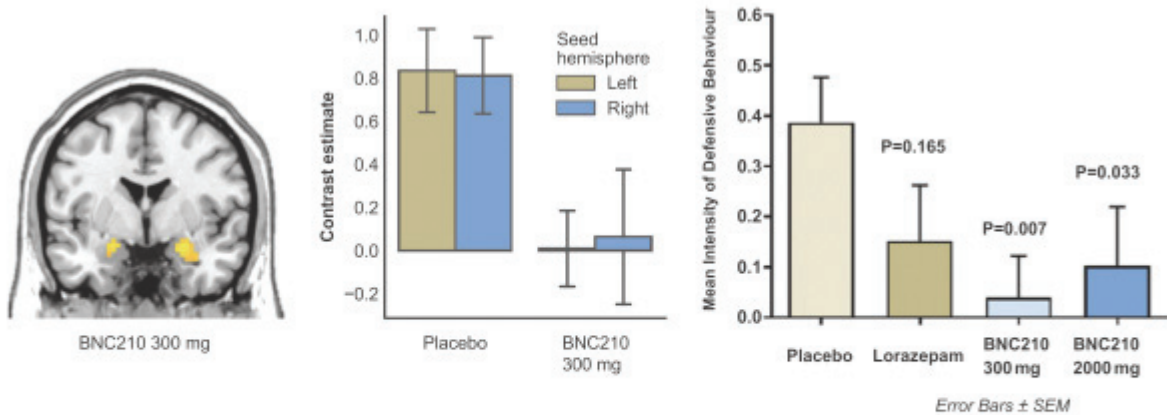 BNC210 300 mg
Contrast estimate
1.0
0.8
0.6
0.4
0.2
0.0
−0.2
Seed
hemisphere
Left
Right
Placebo
BNC210
300 mg
Mean Intensity of Defensive Behaviour
0.6
0.5
0.4
0.3
0.2
0.1
0.0
P=0.165
P=0.007
P=0.033
Placebo
Lorazepam
BNC210
300 mg
BNC210
2000 mg
Error Bars ± SEM